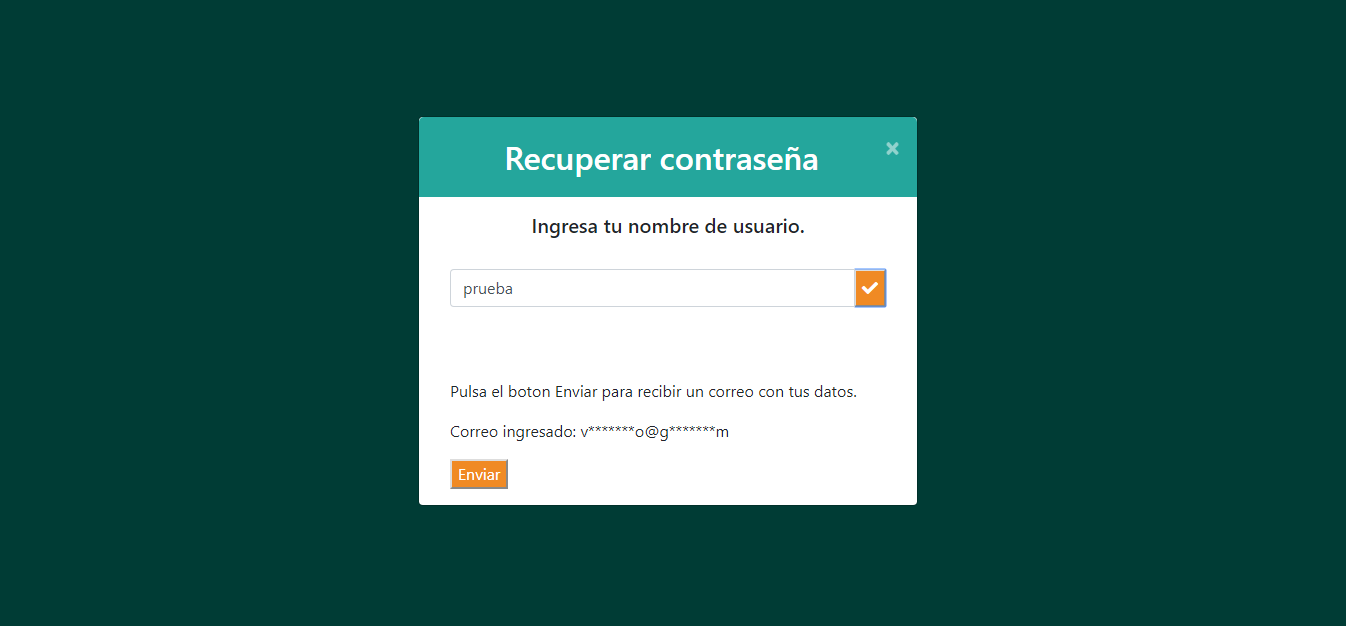 Recuperar contraseña
×
Ingresa tu nombre de usuario.
prueba
Pulsa el boton Enviar para recibir un correo con tus datos.
Correo ingresado: v*******o@g*******m
Enviar